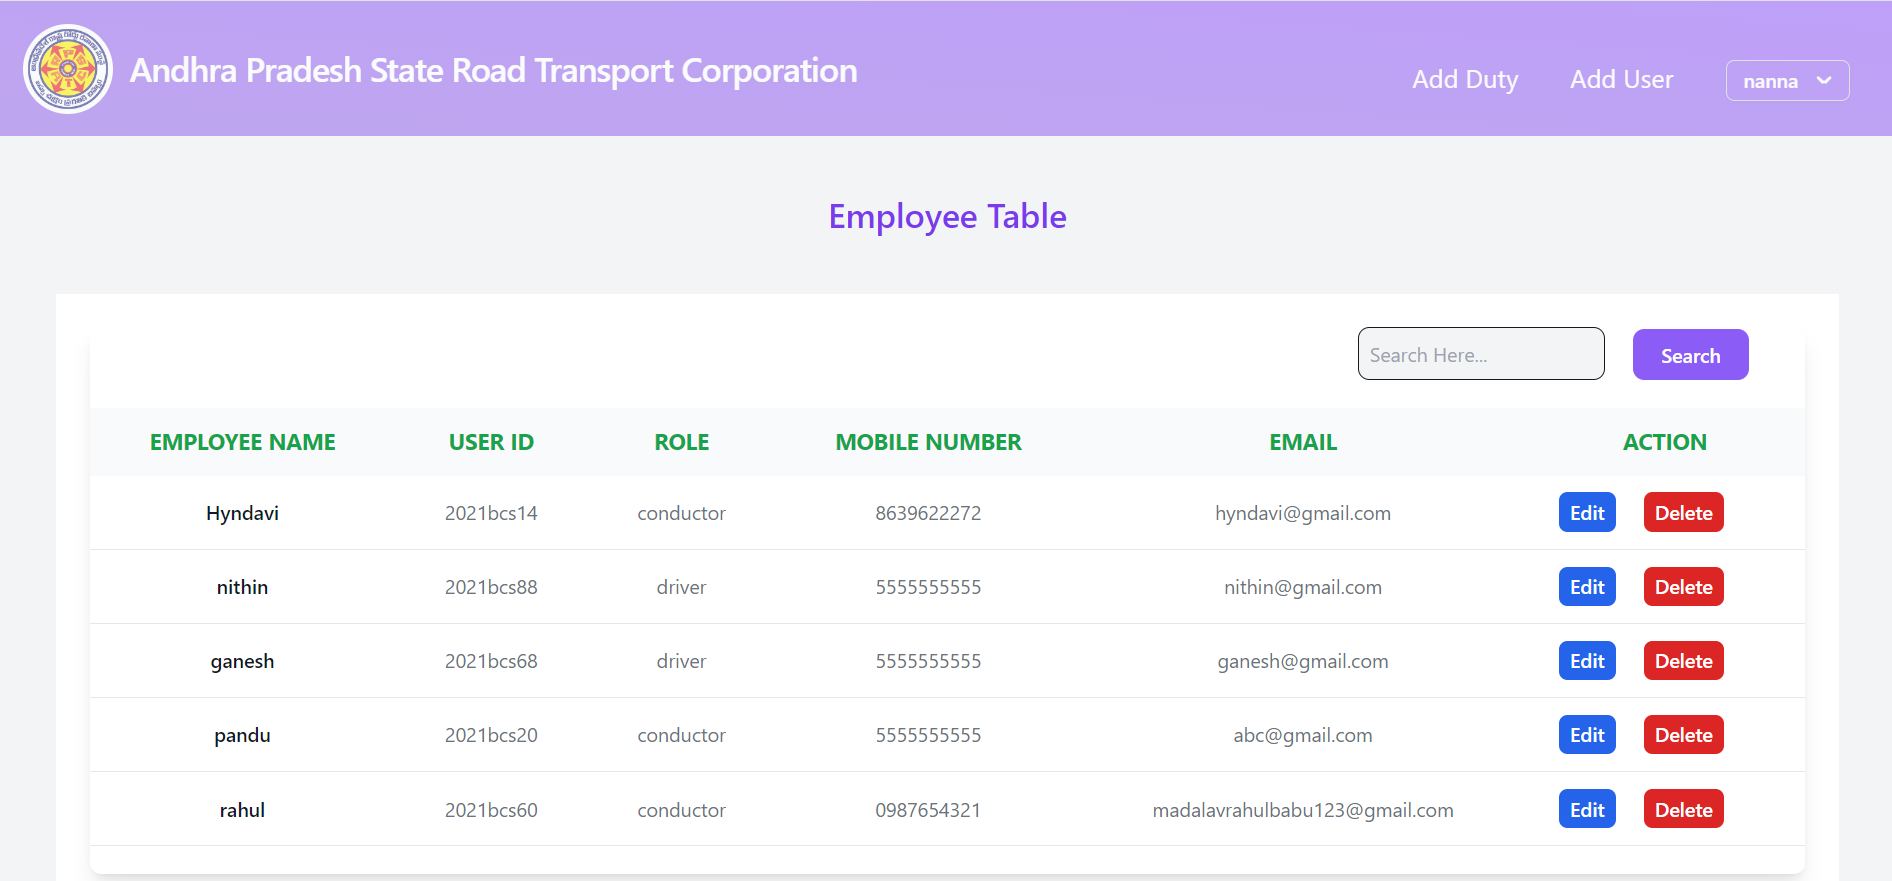 Andhra Pradesh State Road Transport Corporation
Add Duty Add User nanna
Employee Table
Search Here... Search
EMPLOYEE NAME USER ID ROLE MOBILE NUMBER EMAIL ACTION
Hyndavi 2021bcs14 conductor 8639622272 hyndavi@gmail.com Edit Delete
nithin 2021bcs88 driver 5555555555 nithin@gmail.com Edit Delete
ganesh 2021bcs68 driver 5555555555 ganesh@gmail.com Edit Delete
pandu 2021bcs20 conductor 5555555555 abc@gmail.com Edit Delete
rahul 2021bcs60 conductor 0987654321 madalavrahulbabu123@gmail.com Edit Delete